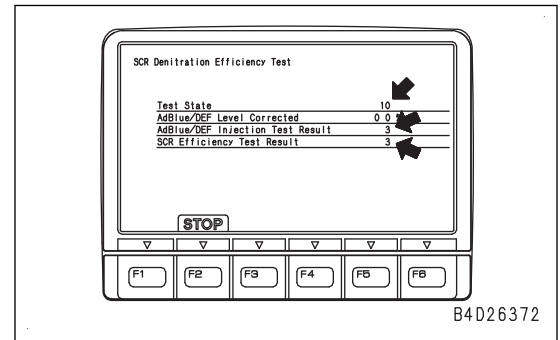 SCR Denitration Efficiency Test
Test State 10
AdBlue/DEF Level Corrected 0 0
AdBlue/DEF Injection Test Result 3
SCR Efficiency Test Result 3
STOP
F1 F2 F3 F4 F5 F6
B4D26372